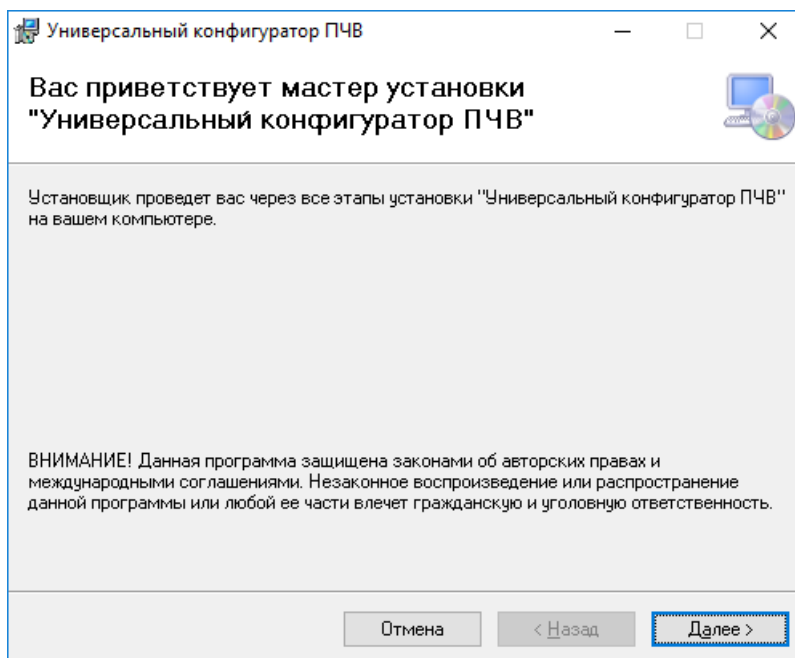 Универсальный конфигуратор ПЧВ
Вас приветствует мастер установки
"Универсальный конфигуратор ПЧВ"
Установщик проведет вас через все этапы установки "Универсальный конфигуратор ПЧВ"
на вашем компьютере.
ВНИМАНИЕ! Данная программа защищена законами об авторских правах и
международными соглашениями. Незаконное воспроизведение или распространение
данной программы или любой ее части влечет гражданскую и уголовную ответственность.
Отмена < Назад Далее >